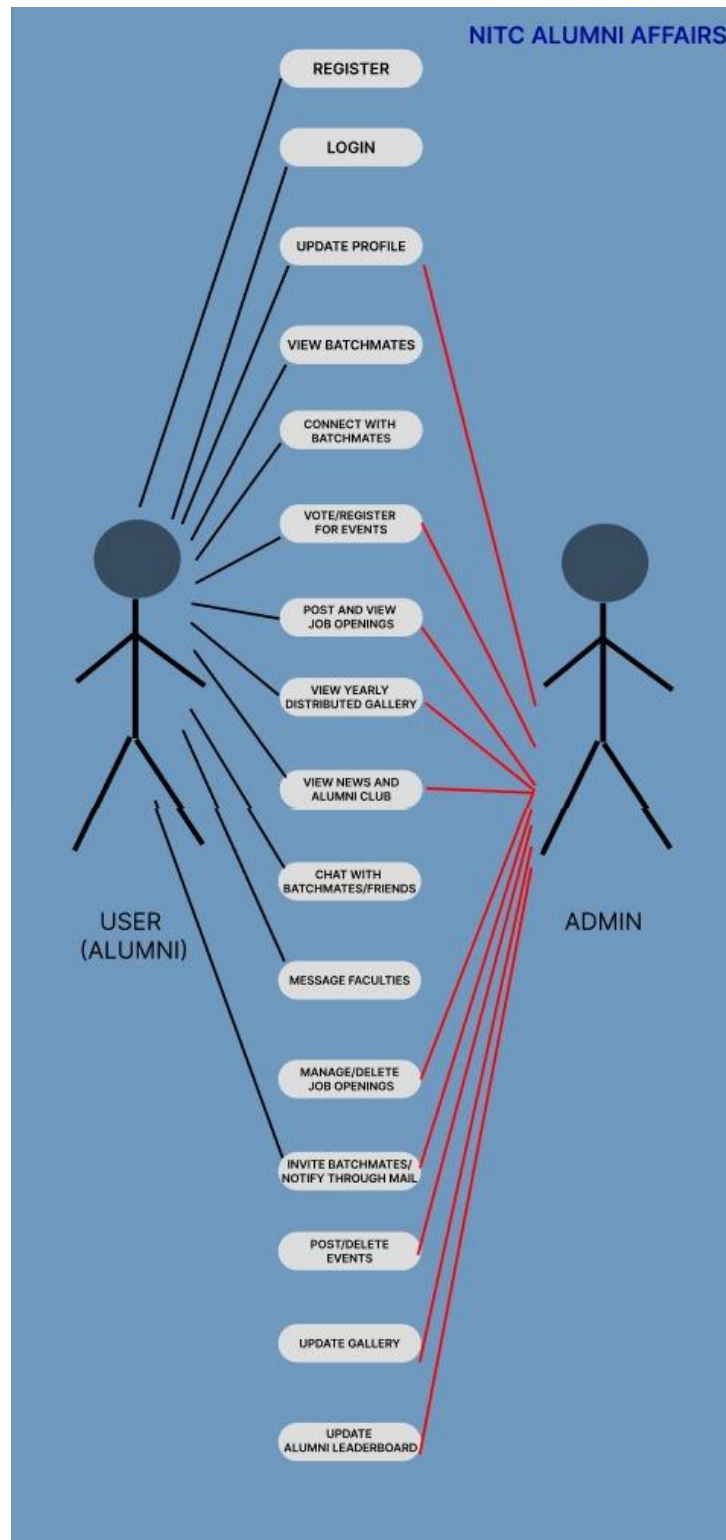 NITC ALUMNI AFFAIRS
REGISTER
LOGIN
UPDATE PROFILE
VIEW BATCHMATES
CONNECT WITH
BATCHMATES
VOTE/REGISTER
FOR EVENTS
POST AND VIEW
JOB OPENINGS
VIEW YEARLY
DISTRIBUTED GALLERY
VIEW NEWS AND
ALUMNI CLUB
CHAT WITH
BATCHMATES/FRIENDS
USER
(ALUMNI)
ADMIN
MESSAGE FACULTIES
MANAGE/DELETE
JOB OPENINGS
INVITE BATCHMATES/
NOTIFY THROUGH MAIL
POST/DELETE
EVENTS
UPDATE GALLERY
UPDATE
ALUMNI LEADERBOARD